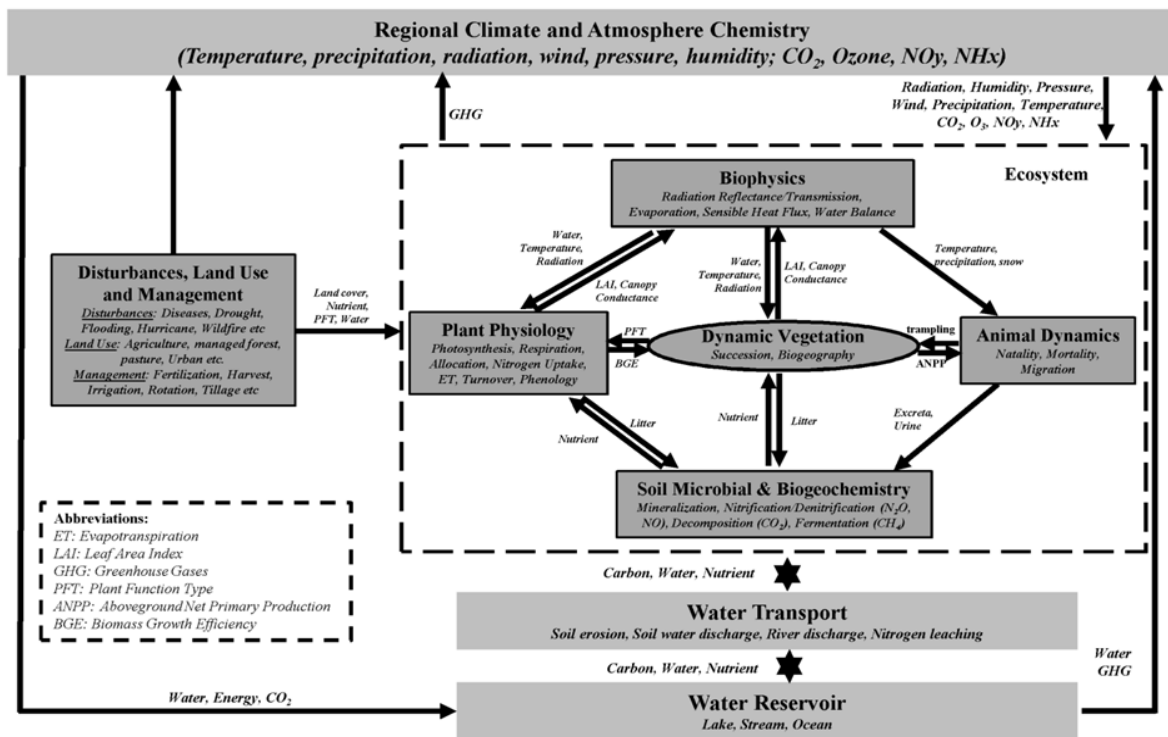 Regional Climate and Atmosphere Chemistry
(Temperature, precipitation, radiation, wind, pressure, humidity; CO2, Ozone, NOy, NHx)
GHG
Radiation, Humidity, Pressure,
Wind, Precipitation, Temperature,
CO2, O3, NOy, NHx
Ecosystem
Biophysics
Radiation Reflectance/Transmission,
Evaporation, Sensible Heat Flux, Water Balance
Water,
Temperature,
Radiation
LAI, Canopy
Conductance
Water,
Temperature,
Radiation
LAI, Canopy
Conductance
Temperature,
precipitation, snow
Disturbances, Land Use
and Management
Disturbances: Diseases, Drought,
Flooding, Hurricane, Wildfire etc
Land Use: Agriculture, managed forest,
pasture, Urban etc.
Management: Fertilization, Harvest,
Irrigation, Rotation, Tillage etc
Land cover,
Nutrient,
PFT, Water
Plant Physiology
Photosynthesis, Respiration,
Allocation, Nitrogen Uptake,
ET, Turnover, Phenology
PFT
BGE
Dynamic Vegetation
Succession, Biogeography
trampling
ANPP
Animal Dynamics
Natality, Mortality,
Migration
Nutrient
Litter
Nutrient
Litter
Excreta,
Urine
Soil Microbial & Biogeochemistry
Mineralization, Nitrification/Denitrification (N2O,
NO), Decomposition (CO2), Fermentation (CH4)
Abbreviations:
ET: Evapotranspiration
LAI: Leaf Area Index
GHG: Greenhouse Gases
PFT: Plant Function Type
ANPP: Aboveground Net Primary Production
BGE: Biomass Growth Efficiency
Carbon, Water, Nutrient
Water Transport
Soil erosion, Soil water discharge, River discharge, Nitrogen leaching
Carbon, Water, Nutrient
Water
GHG
Water, Energy, CO2
Water Reservoir
Lake, Stream, Ocean